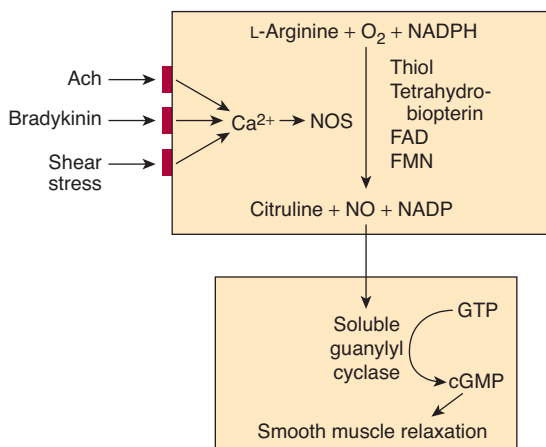 L-Arginine + O₂ + NADPH
Ach
Bradykinin
Shear
stress
Ca²⁺
NOS
Thiol
Tetrahydro-
biopterin
FAD
FMN
Citruline + NO + NADP
Soluble
guanylyl
cyclase
GTP
cGMP
Smooth muscle relaxation